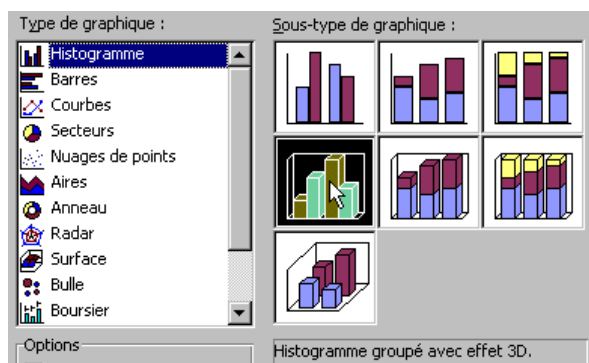 Type de graphique :
Histogramme
Barres
Courbes
Secteurs
Nuages de points
Aires
Anneau
Radar
Surface
Bulle
Boursier
Options
Sous-type de graphique :
Histogramme groupé avec effet 3D.